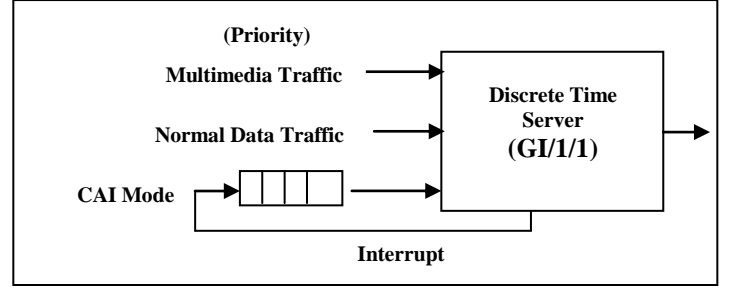 (Priority)
Multimedia Traffic
Normal Data Traffic
CAI Mode
Discrete Time
Server
(GI/1/1)
Interrupt